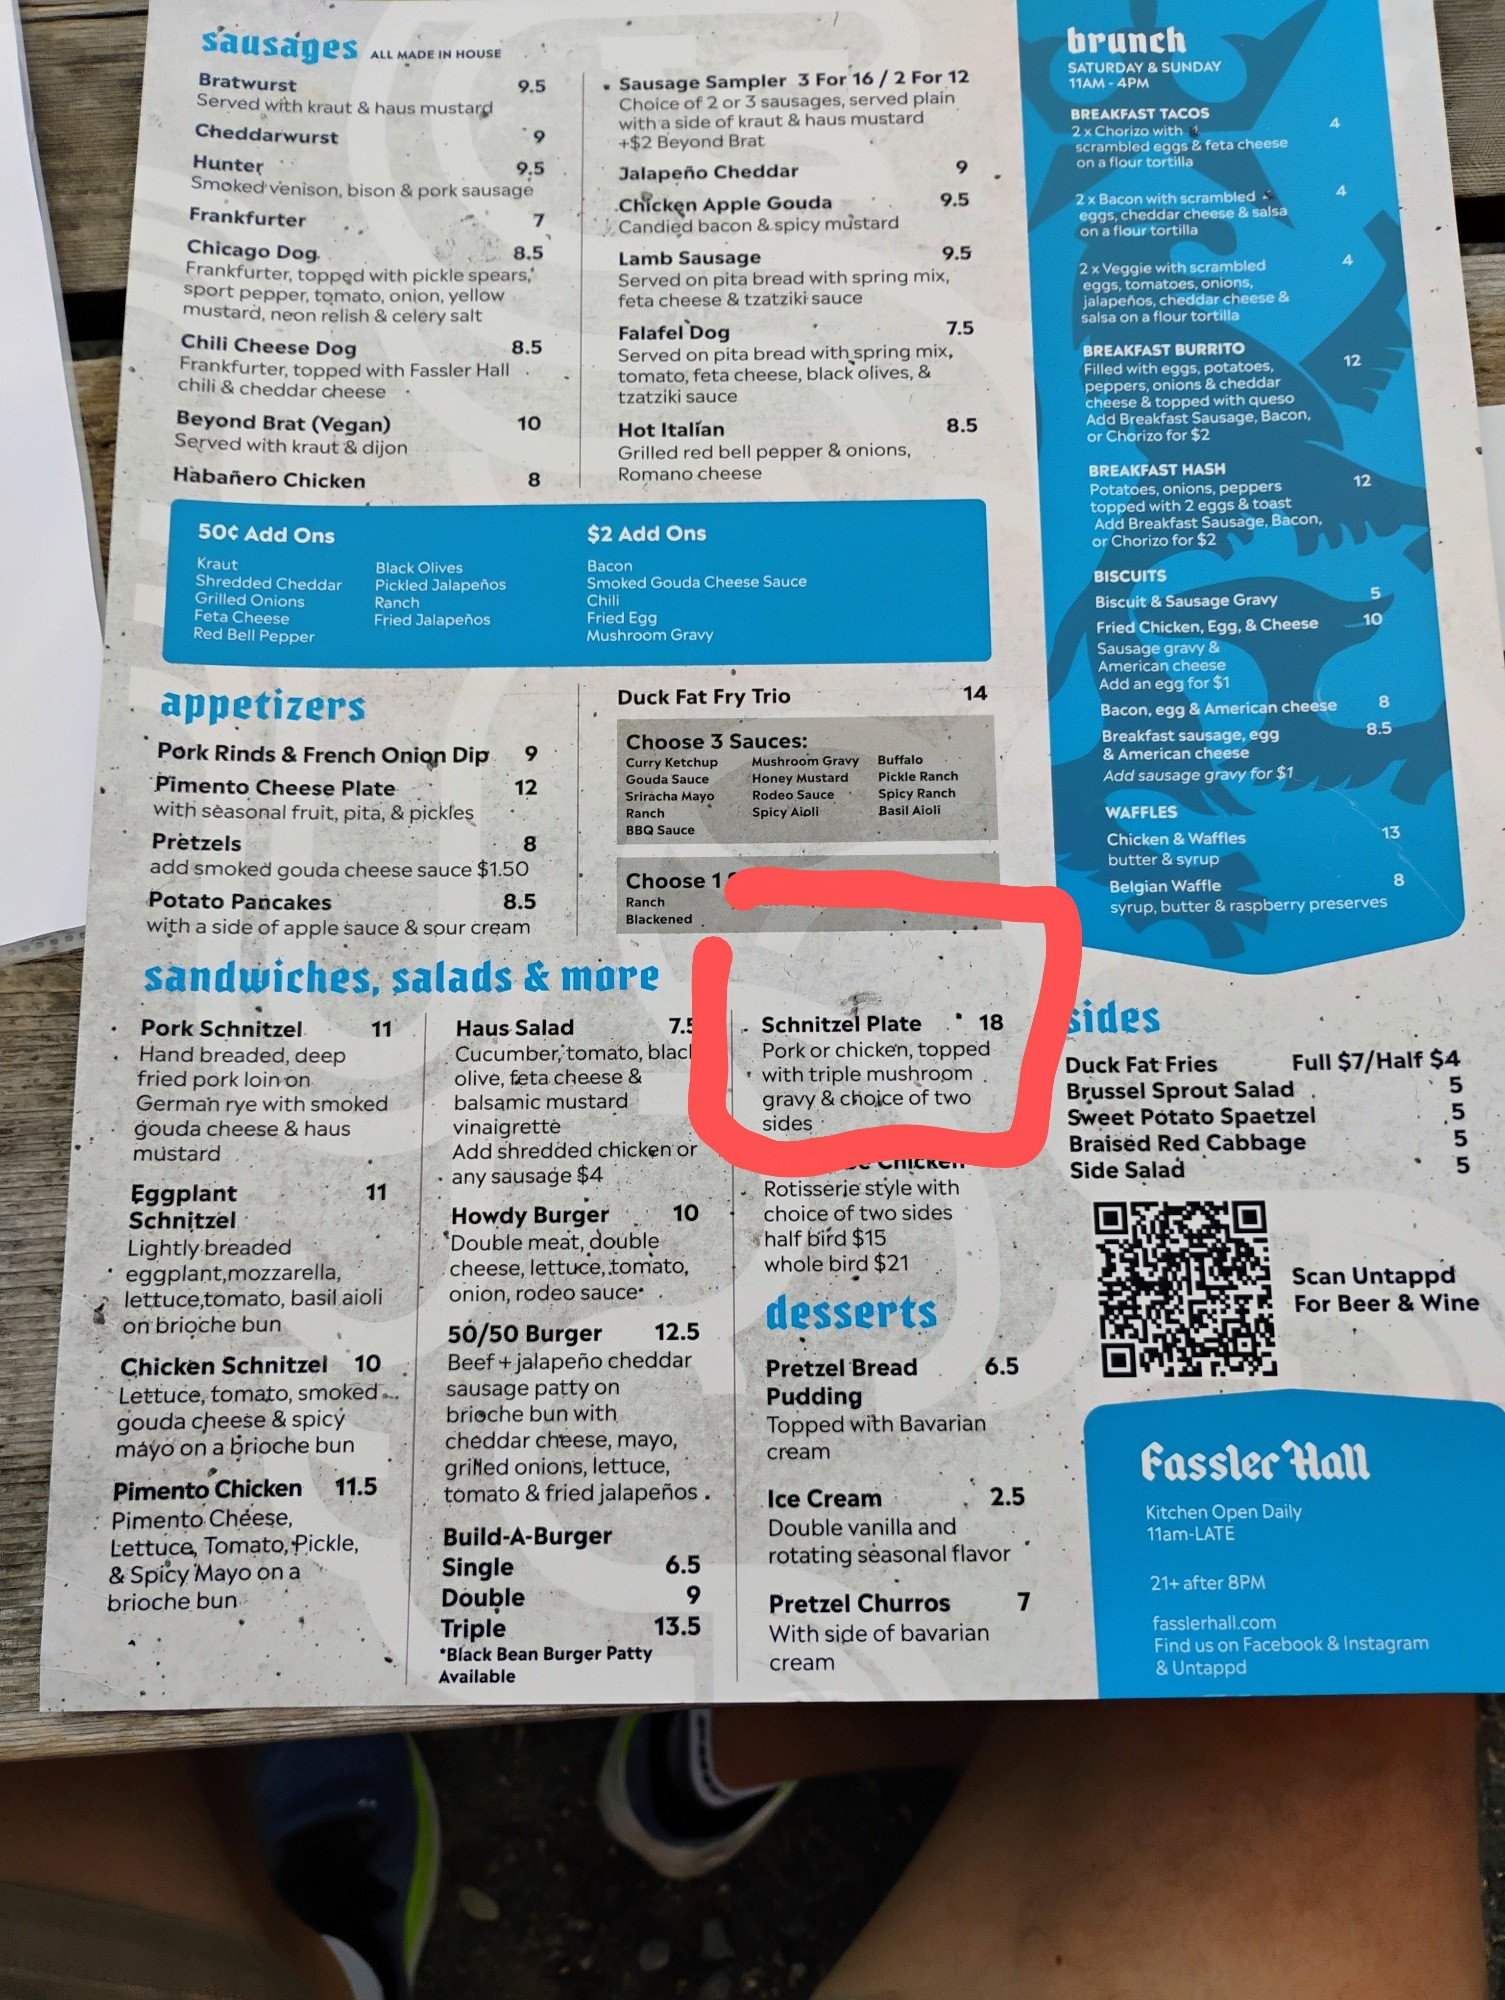 sausages ALL MADE IN HOUSE
Bratwurst 9.5
Served with kraut & haus mustard
Cheddarwurst 9
Hunter 9.5
Smoked venison, bison & pork sausage
Frankfurter 7
Chicago Dog 8.5
Frankfurter, topped with pickle spears,
sport pepper, tomato, onion, yellow
mustard, neon relish & celery salt
Chili Cheese Dog 8.5
Frankfurter, topped with Fassler Hall
chili & cheddar cheese
Beyond Brat (Vegan) 10
Served with kraut & dijon
Habañero Chicken 8
Sausage Sampler 3 For 16 / 2 For 12
Choice of 2 or 3 sausages, served plain
with a side of kraut & haus mustard
+$2 Beyond Brat
Jalapeño Cheddar 9
Chicken Apple Gouda 9.5
Candied bacon & spicy mustard
Lamb Sausage 9.5
Served on pita bread with spring mix,
feta cheese & tzatziki sauce
Falafel Dog 7.5
Served on pita bread with spring mix,
tomato, feta cheese, black olives, &
tzatziki sauce
Hot Italian 8.5
Grilled red bell pepper & onions,
Romano cheese
50¢ Add Ons
Kraut
Shredded Cheddar
Grilled Onions
Feta Cheese
Red Bell Pepper
Black Olives
Pickled Jalapeños
Ranch
Fried Jalapeños
$2 Add Ons
Bacon
Smoked Gouda Cheese Sauce
Chili
Fried Egg
Mushroom Gravy
appetizers
Pork Rinds & French Onion Dip 9
Pimento Cheese Plate 12
with seasonal fruit, pita, & pickles
Pretzels 8
add smoked gouda cheese sauce $1.50
Potato Pancakes 8.5
with a side of apple sauce & sour cream
Duck Fat Fry Trio 14
Choose 3 Sauces:
Curry Ketchup
Gouda Sauce
Sriracha Mayo
Ranch
BBQ Sauce
Mushroom Gravy
Honey Mustard
Rodeo Sauce
Spicy Aioli
Buffalo
Pickle Ranch
Spicy Ranch
Basil Aioli
Choose 1
Ranch
Blackened
sandwiches, salads & more
Pork Schnitzel 11
Hand breaded, deep
fried pork loin on
German rye with smoked
gouda cheese & haus
mustard
Eggplant 11
Schnitzel
Lightly breaded
eggplant, mozzarella,
lettuce, tomato, basil aioli
on brioche bun
Chicken Schnitzel 10
Lettuce, tomato, smoked
gouda cheese & spicy
mayo on a brioche bun
Pimento Chicken 11.5
Pimento Cheese,
Lettuce, Tomato, Pickle,
& Spicy Mayo on a
brioche bun
Haus Salad 7.5
Cucumber, tomato, black
olive, feta cheese &
balsamic mustard
vinaigrette
Add shredded chicken or
any sausage $4
Howdy Burger 10
Double meat, double
cheese, lettuce, tomato,
onion, rodeo sauce
50/50 Burger 12.5
Beef + jalapeño cheddar
sausage patty on
brioche bun with
cheddar cheese, mayo,
grilled onions, lettuce,
tomato & fried jalapeños
Build-A-Burger
Single 6.5
Double 9
Triple 13.5
*Black Bean Burger Patty
Available
Schnitzel Plate 18
Pork or chicken, topped
with triple mushroom
gravy & choice of two
sides
Chicken
Rotisserie style with
choice of two sides
half bird $15
whole bird $21
desserts
Pretzel Bread 6.5
Pudding
Topped with Bavarian
cream
Ice Cream 2.5
Double vanilla and
rotating seasonal flavor
Pretzel Churros 7
With side of bavarian
cream
brunch
SATURDAY & SUNDAY
11AM - 4PM
BREAKFAST TACOS
2 x Chorizo with 4
scrambled eggs & feta cheese
on a flour tortilla
2 x Bacon with scrambled 4
eggs, cheddar cheese & salsa
on a flour tortilla
2 x Veggie with scrambled 4
eggs, tomatoes, onions,
jalapeños, cheddar cheese &
salsa on a flour tortilla
BREAKFAST BURRITO 12
Filled with eggs, potatoes,
peppers, onions & cheddar
cheese & topped with queso
Add Breakfast Sausage, Bacon,
or Chorizo for $2
BREAKFAST HASH 12
Potatoes, onions, peppers
topped with 2 eggs & toast
Add Breakfast Sausage, Bacon,
or Chorizo for $2
BISCUITS
Biscuit & Sausage Gravy 5
Fried Chicken, Egg, & Cheese 10
Sausage gravy &
American cheese
Add an egg for $1
Bacon, egg & American cheese 8
Breakfast sausage, egg 8.5
& American cheese
Add sausage gravy for $1
WAFFLES
Chicken & Waffles 13
butter & syrup
Belgian Waffle 8
syrup, butter & raspberry preserves
sides
Duck Fat Fries Full $7/Half $4
Brussel Sprout Salad 5
Sweet Potato Spaetzel 5
Braised Red Cabbage 5
Side Salad 5
Scan Untappd
For Beer & Wine
Fassler Hall
Kitchen Open Daily
11am-LATE
21+ after 8PM
fasslerhall.com
Find us on Facebook & Instagram
& Untappd